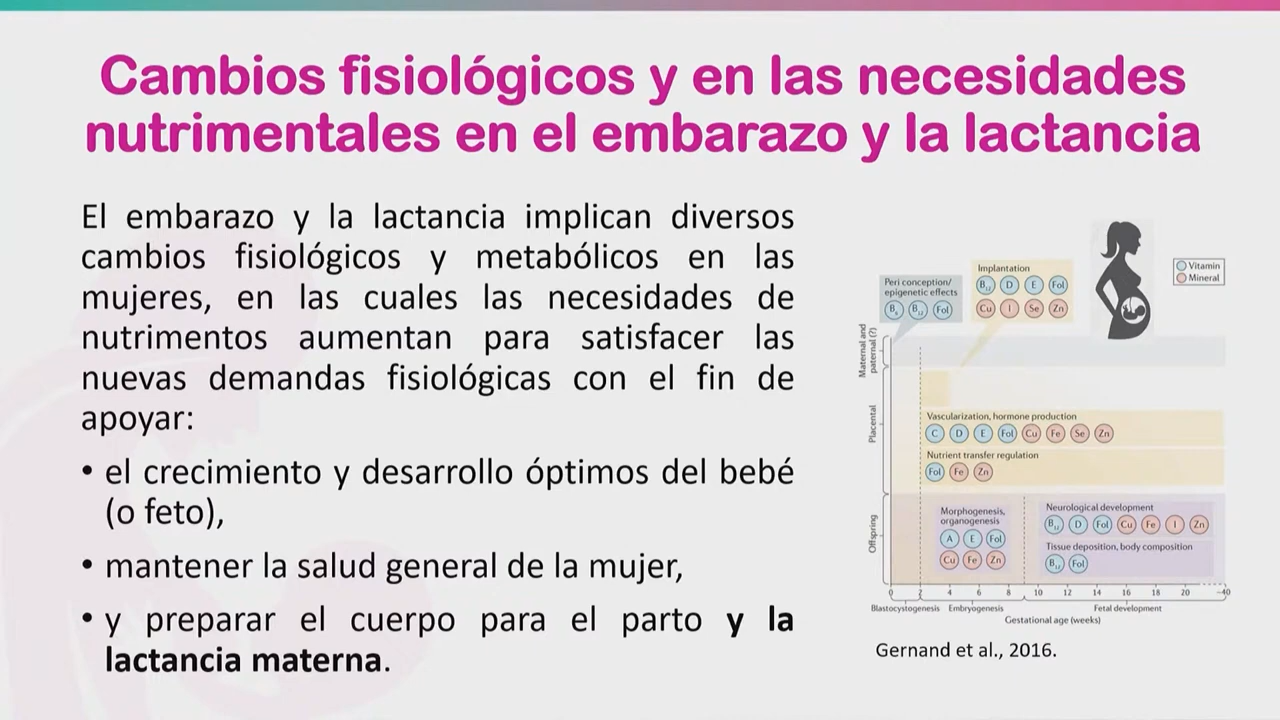 Cambios fisiológicos y en las necesidades
nutrimentales en el embarazo y la lactancia
El embarazo y la lactancia implican diversos
cambios fisiológicos y metabólicos en las
mujeres, en las cuales las necesidades de
nutrimentos aumentan para satisfacer las
nuevas demandas fisiológicas con el fin de
apoyar:
• el crecimiento y desarrollo óptimos del bebé
(o feto),
• mantener la salud general de la mujer,
• y preparar el cuerpo para el parto y la
lactancia materna.
Vitamin
Mineral
Peri conception/
epigenetic effects
B6 B12 Fol
Implantation
B12 D E Fol
Cu I Se Zn
Maternal and
paternal (?)
Placental
Vascularization, hormone production
C D E Fol Cu Fe Se Zn
Nutrient transfer regulation
Fol Fe Zn
Offspring
Morphogenesis,
organogenesis
A E Fol
Cu Fe Zn
Neurological development
B12 D Fol Cu Fe I Zn
Tissue deposition, body composition
B12 Fol
0 2 4 6 8 10 12 14 16 18 20 ~40
Blastocystogenesis Embryogenesis Fetal development
Gestational age (weeks)
Gernand et al., 2016.